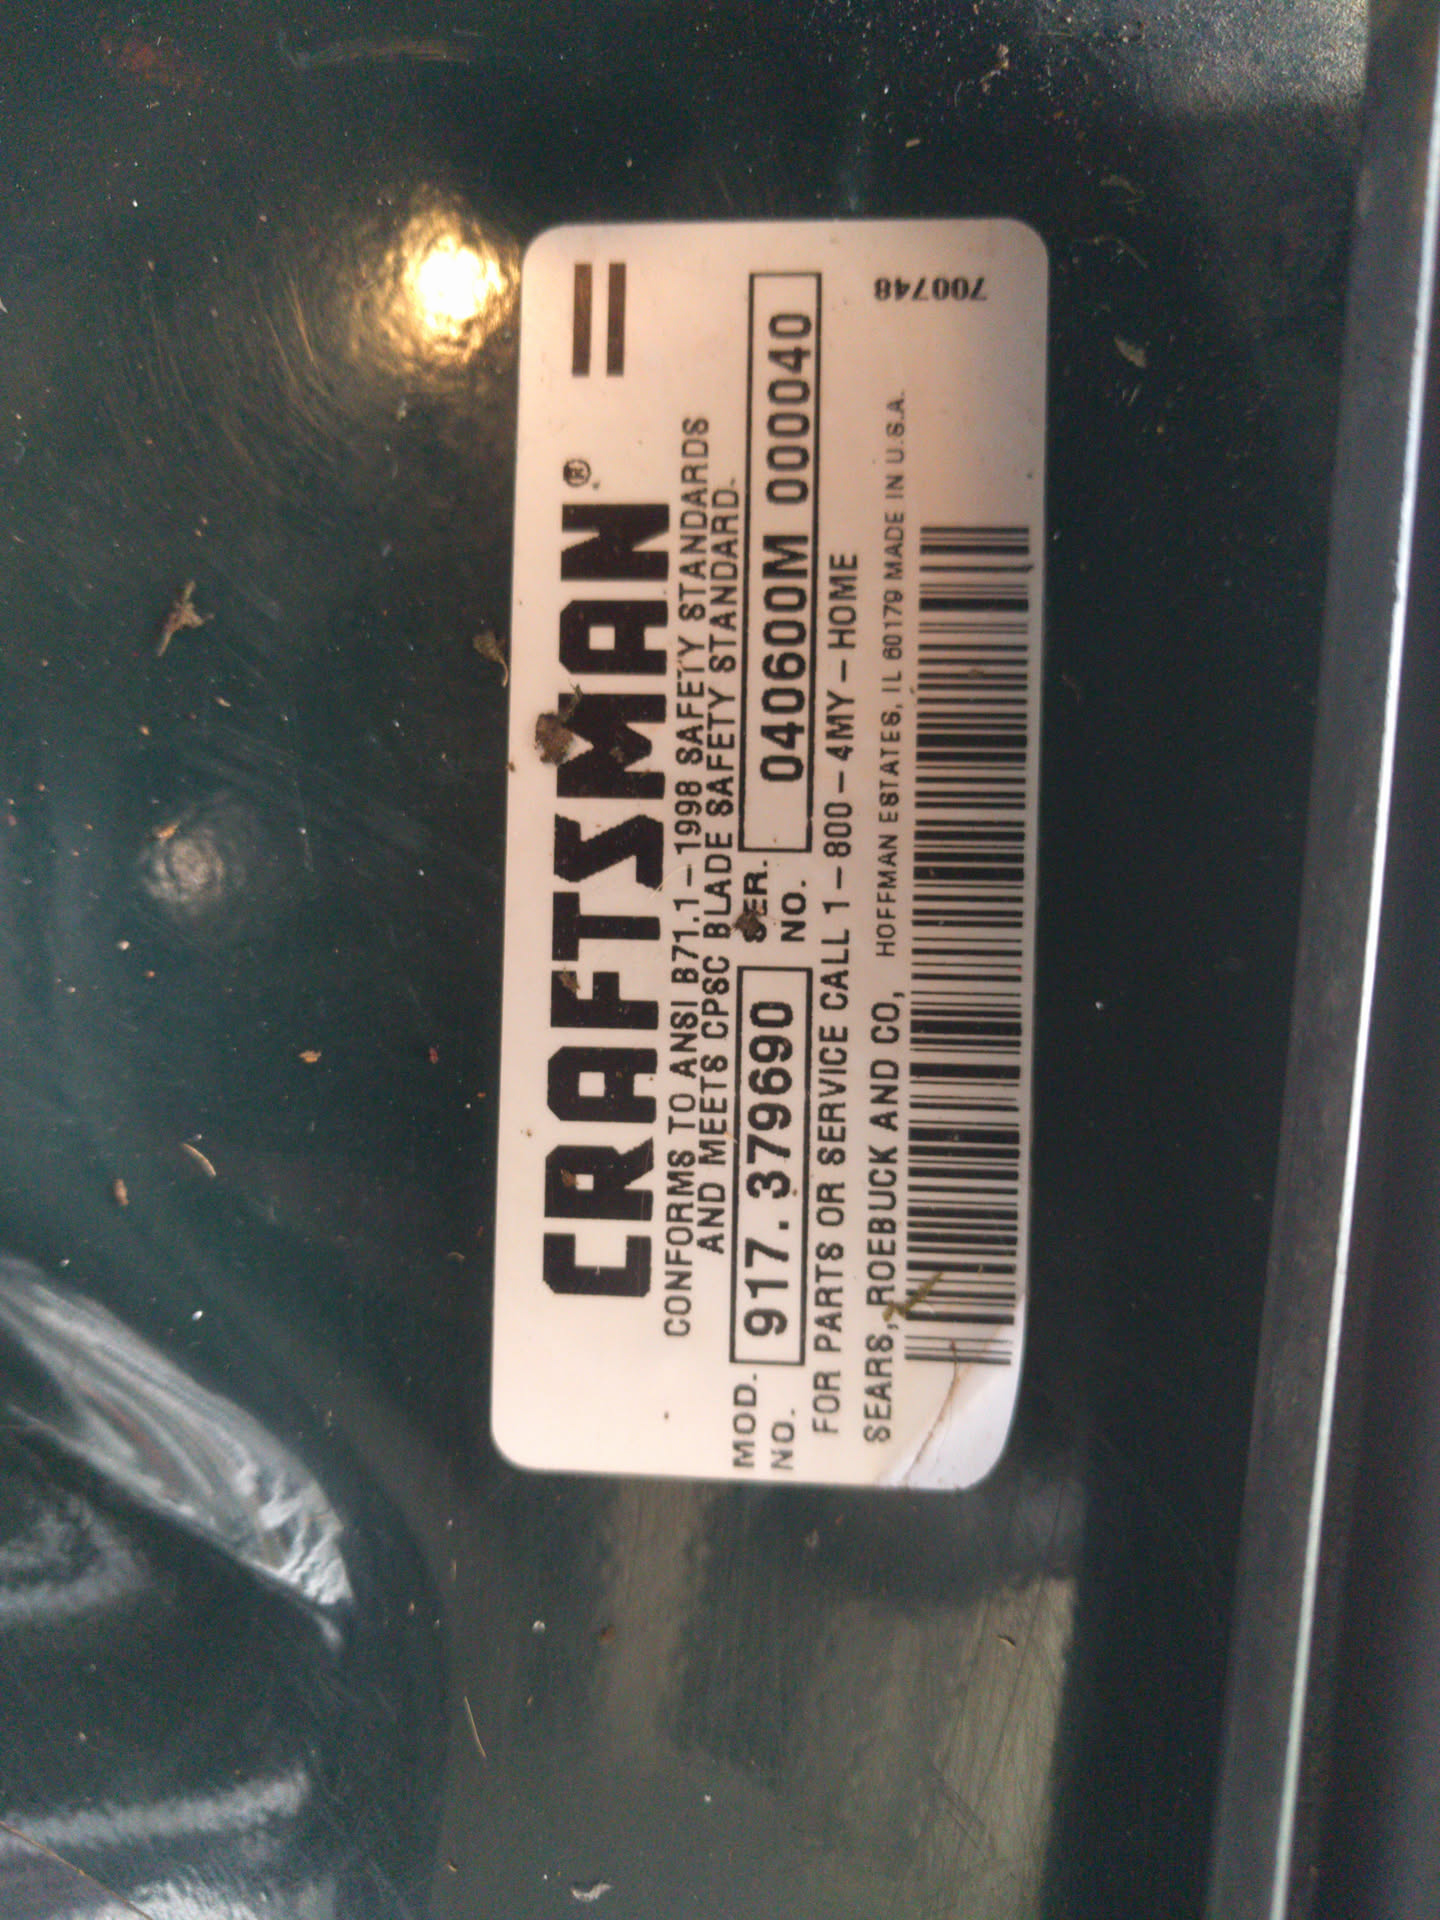 CRAFTSMAN®
CONFORMS TO ANSI B71.1-1998 SAFETY STANDARDS
AND MEETS CPSC BLADE SAFETY STANDARD.
MOD. NO. 917.379690 SER. NO. 040600M 000040
FOR PARTS OR SERVICE CALL 1-800-4MY-HOME
SEARS, ROEBUCK AND CO, HOFFMAN ESTATES, IL 60179 MADE IN U.S.A.
700748